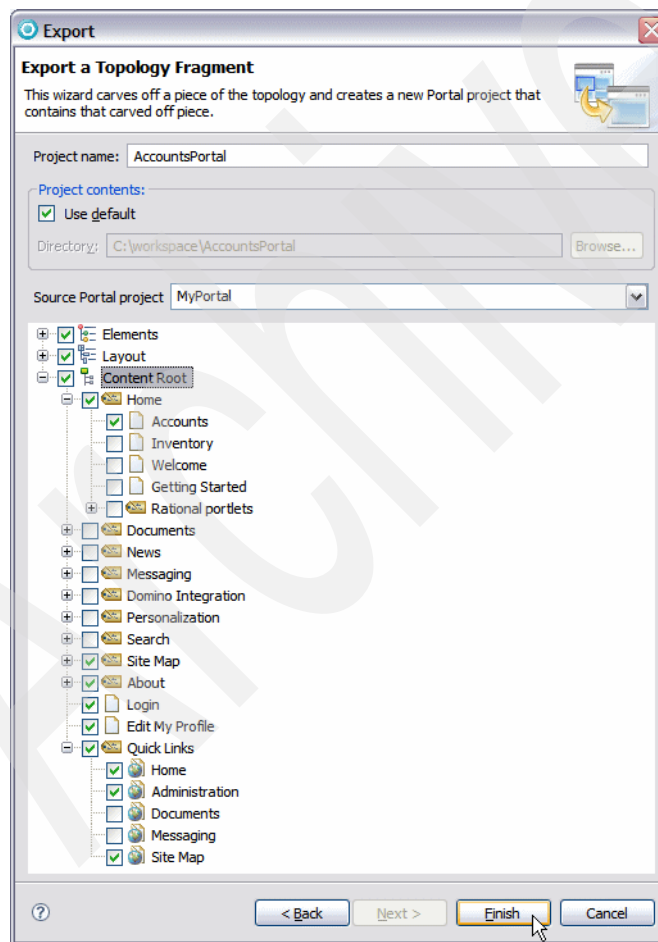 Export
Export a Topology Fragment
This wizard carves off a piece of the topology and creates a new Portal project that
contains that carved off piece.
Project name: AccountsPortal
Project contents:
Use default
Directory: C:\workspace\AccountsPortal Browse...
Source Portal project MyPortal
Elements
Layout
Content Root
Home
Accounts
Inventory
Welcome
Getting Started
Rational portlets
Documents
News
Messaging
Domino Integration
Personalization
Search
Site Map
About
Login
Edit My Profile
Quick Links
Home
Administration
Documents
Messaging
Site Map
? < Back Next > Finish Cancel